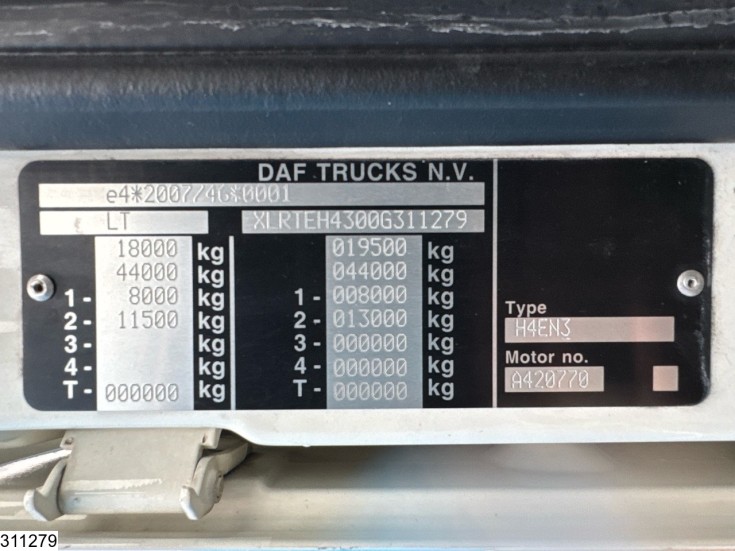 DAF TRUCKS N.V.
e4*2007/46*0001
LT XLRTEH4300G311279
18000 kg 019500 kg
44000 kg 044000 kg
1- 8000 kg 1- 008000 kg
2- 11500 kg 2- 013000 kg
3- kg 3- 000000 kg
4- kg 4- 000000 kg
T- 000000 kg T- 000000 kg
Type
H4EN3
Motor no.
A420770
311279